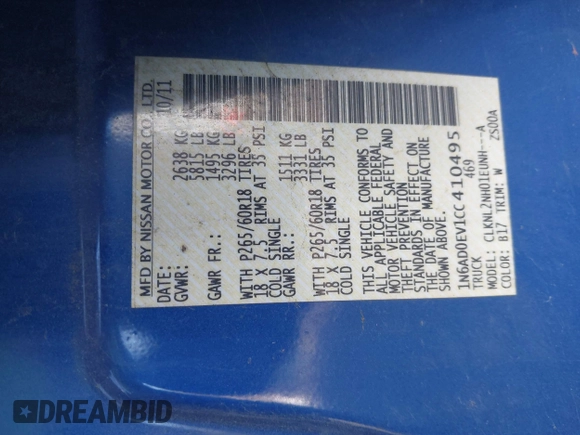 MFD BY NISSAN MOTOR CO., LTD.
DATE: 10/11
GVWR: 2638 KG
5815 LB
GAWR FR.: 1495 KG
3296 LB
WITH P265/60R18 TIRES
18 X 7.5 RIMS AT 35 PSI
COLD SINGLE
GAWR RR.: 1511 KG
3331 LB
WITH P265/60R18 TIRES
18 X 7.5 RIMS AT 35 PSI
COLD SINGLE
THIS VEHICLE CONFORMS TO
ALL APPLICABLE FEDERAL
MOTOR VEHICLE SAFETY AND
THEFT PREVENTION
STANDARDS IN EFFECT ON
THE DATE OF MANUFACTURE
SHOWN ABOVE.
1N6AD0EV1CC410495
TRUCK 469
MODEL: CLKNL2NH01EUNH---A
COLOR: B17 TRIM: W ZS00A
DREAMBID